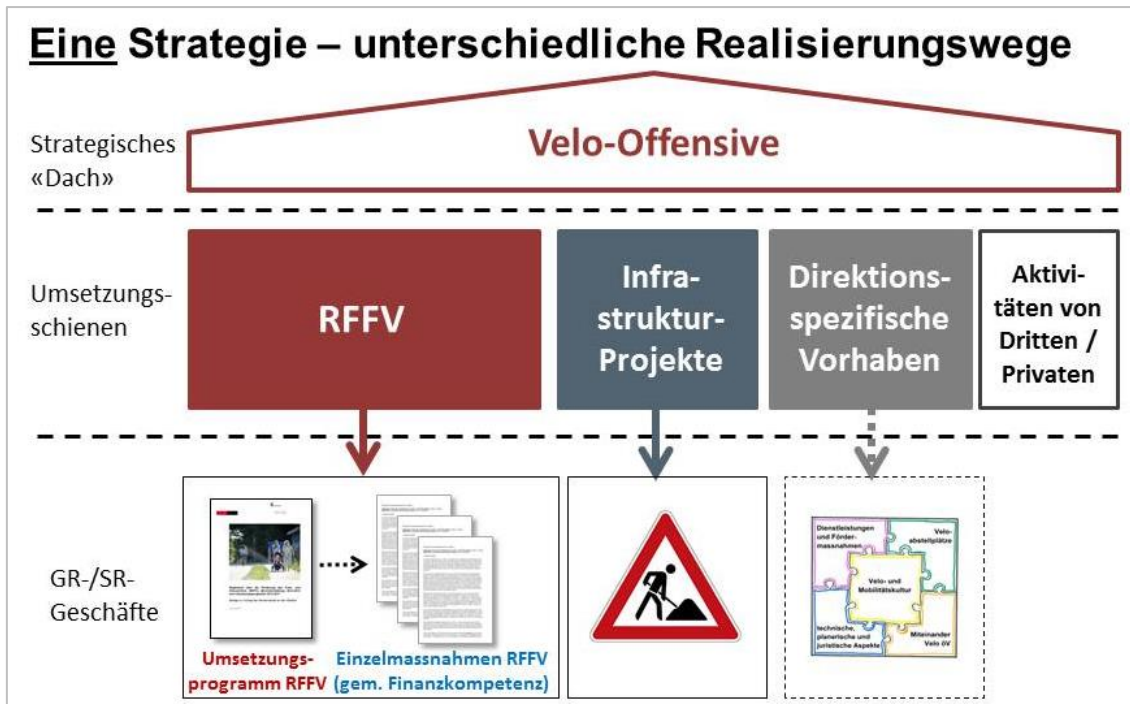 Eine Strategie – unterschiedliche Realisierungswege
Strategisches
«Dach»
Velo-Offensive
Umsetzungs-
schienen
RFFV
Infra-
struktur-
Projekte
Direktions-
spezifische
Vorhaben
Aktivi-
täten von
Dritten /
Privaten
GR-/SR-
Geschäfte
Umsetzungs-
programm RFFV
Einzelmassnahmen RFFV
(gem. Finanzkompetenz)
Dienstleistungen
und Förder-
massnahmen
Velo-
abstellplätze
Velo- und
Mobilitätskultur
technische,
planerische und
juristische Aspekte
Miteinander
Velo öV